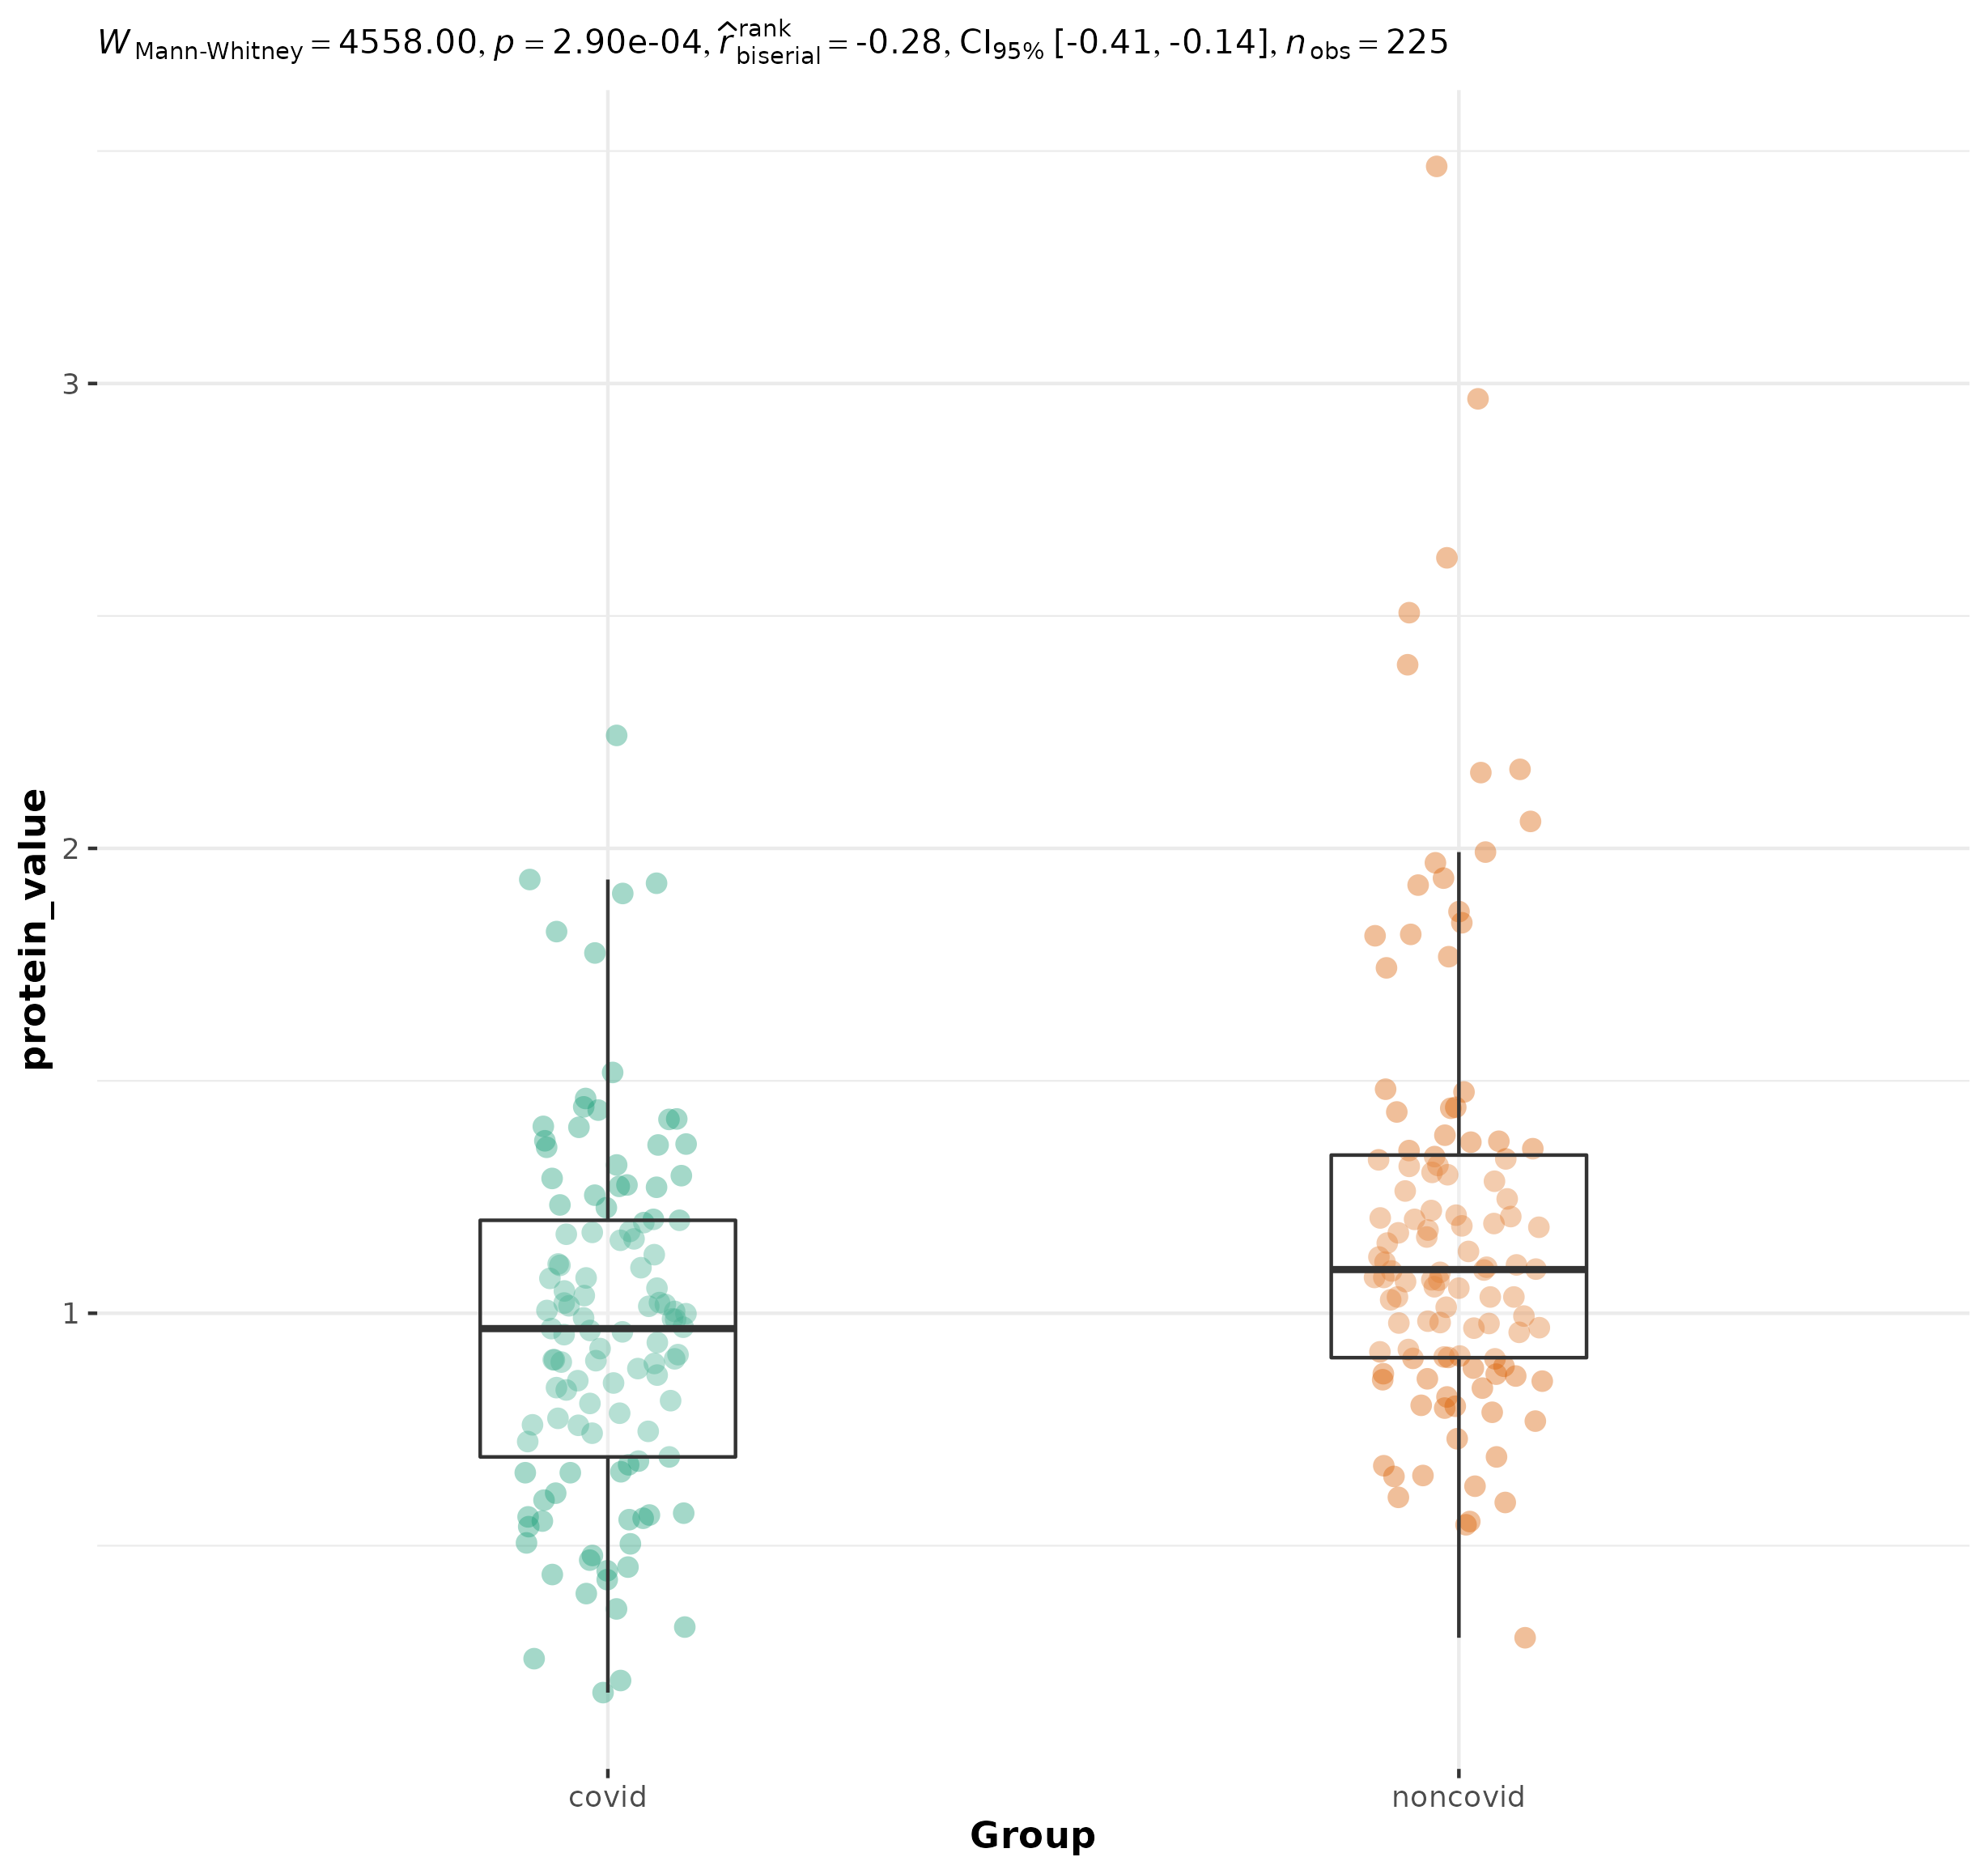 W Mann-Whitney = 4558.00, p = 2.90e-04, r̂ rank biserial = -0.28, CI95% [-0.41, -0.14], n obs = 225
3
2
1
protein_value
covid noncovid
Group